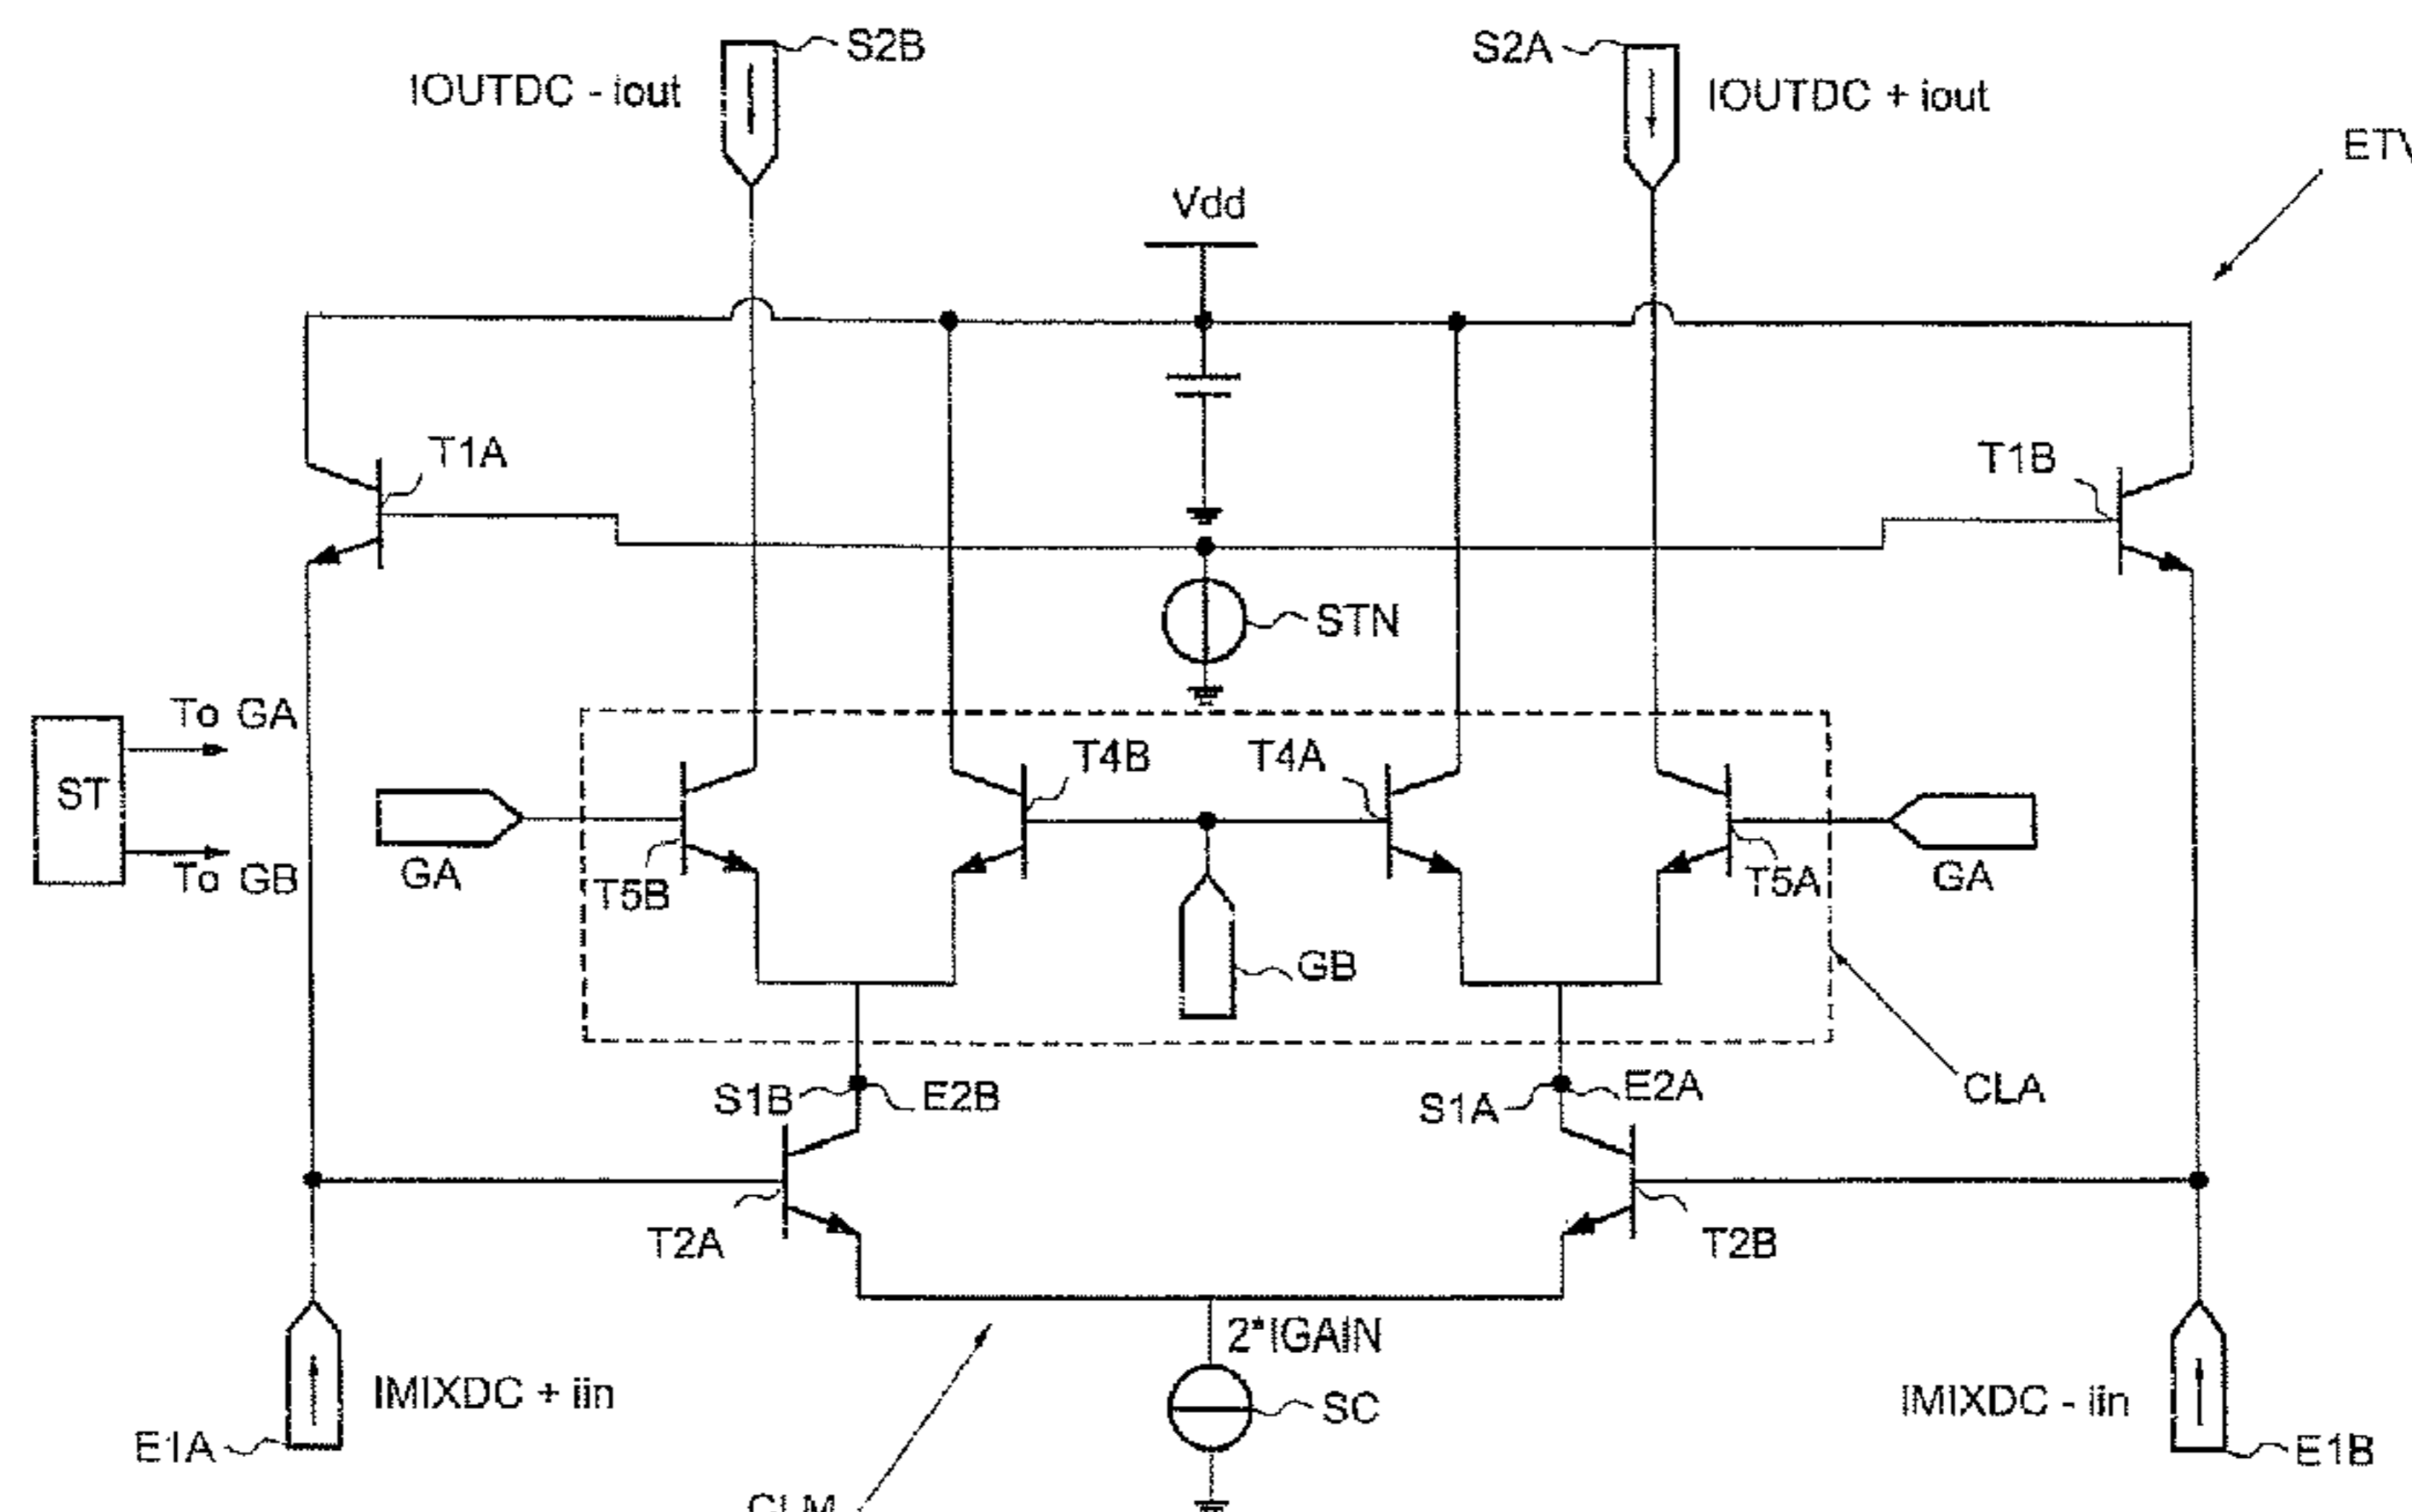 S2B
S2A
IOUTDC - iout
IOUTDC + iout
Vdd
T1A
T1B
STN
To GA
ST
To GB
GA
T5B
T4B
T4A
T5A
GA
GB
S1B
E2B
S1A
E2A
CLA
T2A
T2B
2*IGAIN
IMIXDC + iin
SC
IMIXDC - iin
E1A
E1B